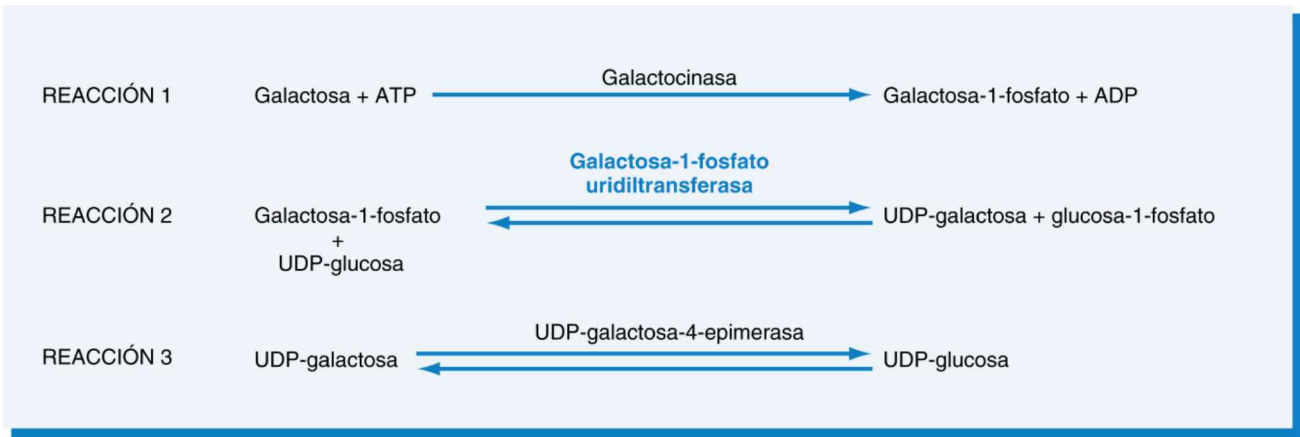 Galactocinasa
REACCIÓN 1 Galactosa + ATP Galactosa-1-fosfato + ADP
Galactosa-1-fosfato
uridiltransferasa
REACCIÓN 2 Galactosa-1-fosfato UDP-galactosa + glucosa-1-fosfato
+
UDP-glucosa
UDP-galactosa-4-epimerasa
REACCIÓN 3 UDP-galactosa UDP-glucosa